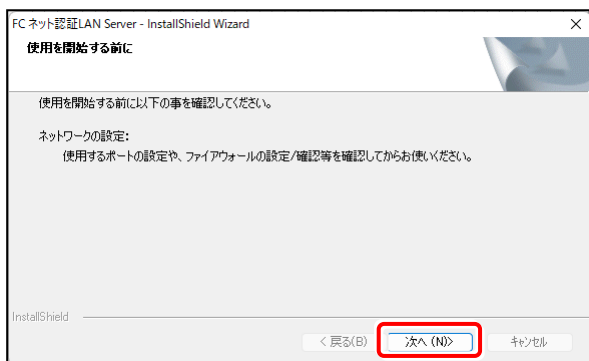 FC ネット認証LAN Server - InstallShield Wizard
使用を開始する前に
使用を開始する前に以下の事を確認してください。
ネットワークの設定:
使用するポートの設定や、ファイアウォールの設定/確認等を確認してからお使いください。
InstallShield
< 戻る(B)
次へ (N)>
キャンセル